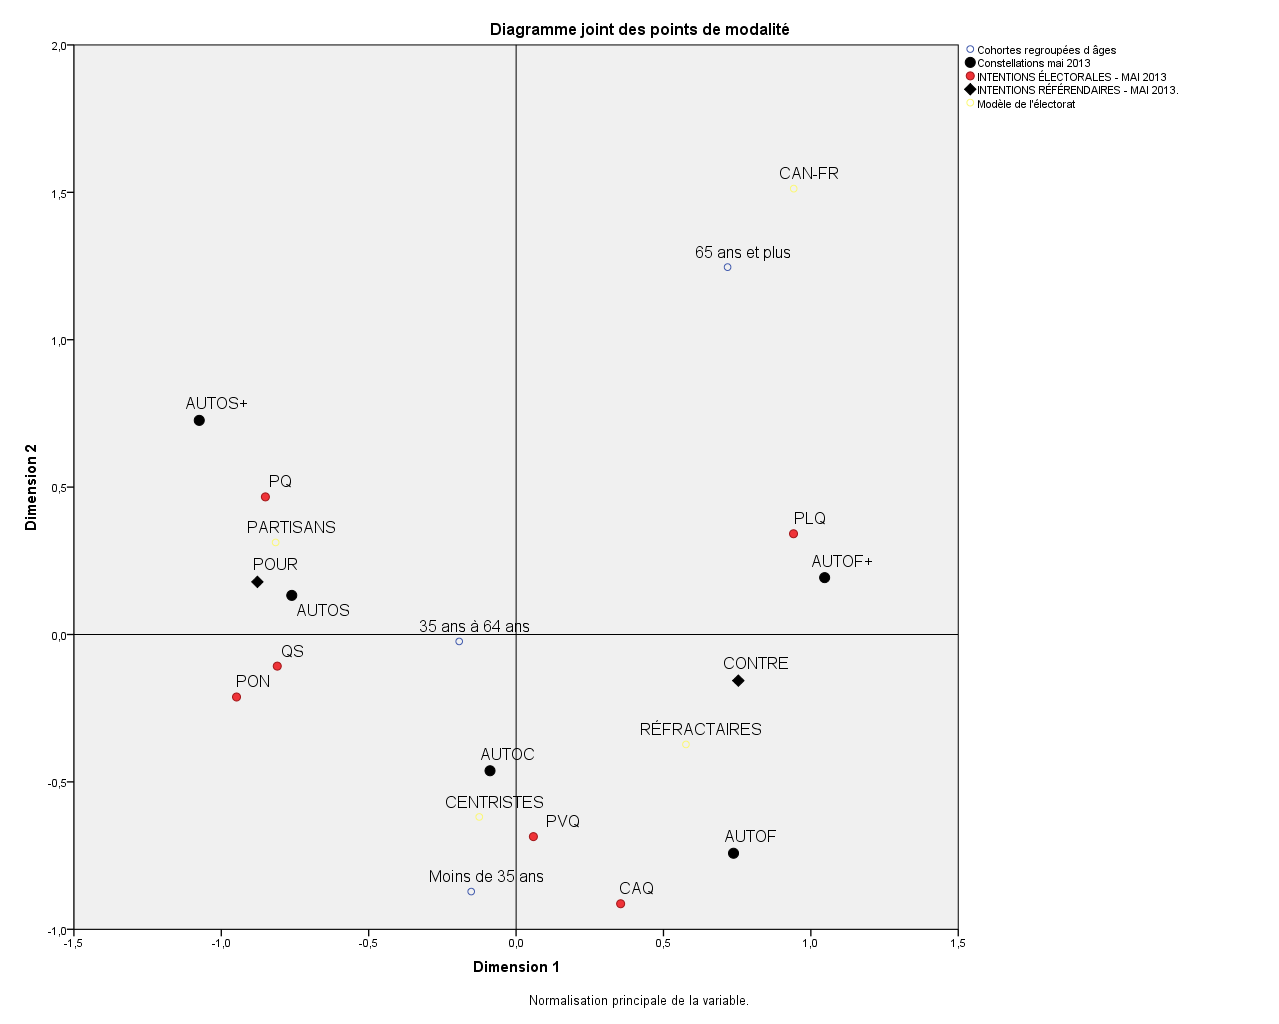 Diagramme joint des points de modalité
Cohortes regroupées d âges
Constellations mai 2013
INTENTIONS ÉLECTORALES - MAI 2013
INTENTIONS RÉFÉRENDAIRES - MAI 2013.
Modèle de l'électorat
2,0
1,5
1,0
0,5
0,0
-0,5
-1,0
Dimension 2
CAN-FR
65 ans et plus
AUTOS+
PQ
PLQ
PARTISANS
POUR
AUTOF+
AUTOS
35 ans à 64 ans
QS
CONTRE
PON
RÉFRACTAIRES
AUTOC
CENTRISTES
PVQ
AUTOF
Moins de 35 ans
CAQ
-1,5
-1,0
-0,5
0,0
0,5
1,0
1,5
Dimension 1
Normalisation principale de la variable.